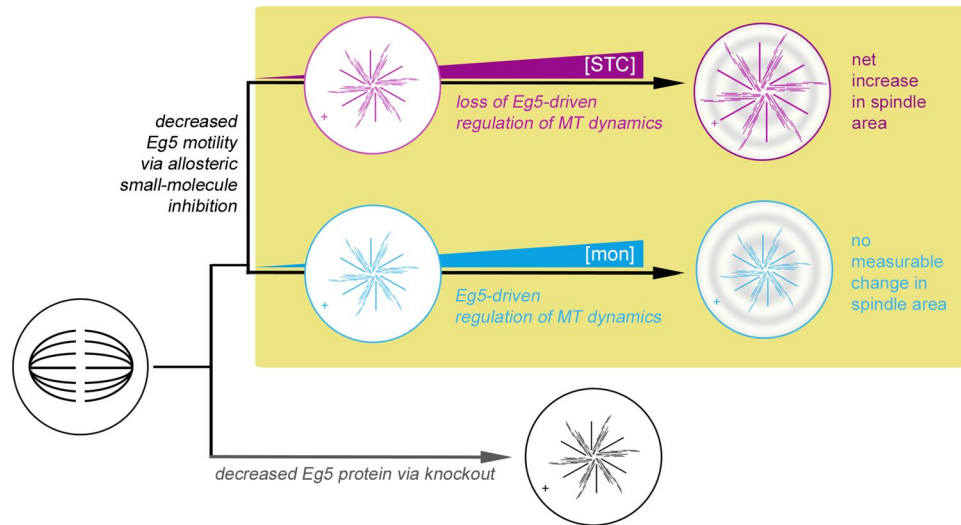 decreased
Eg5 motility
via allosteric
small-molecule
inhibition
[STC]
loss of Eg5-driven
regulation of MT dynamics
+
+
net
increase
in spindle
area
[mon]
Eg5-driven
regulation of MT dynamics
+
+
no
measurable
change in
spindle area
decreased Eg5 protein via knockout
+